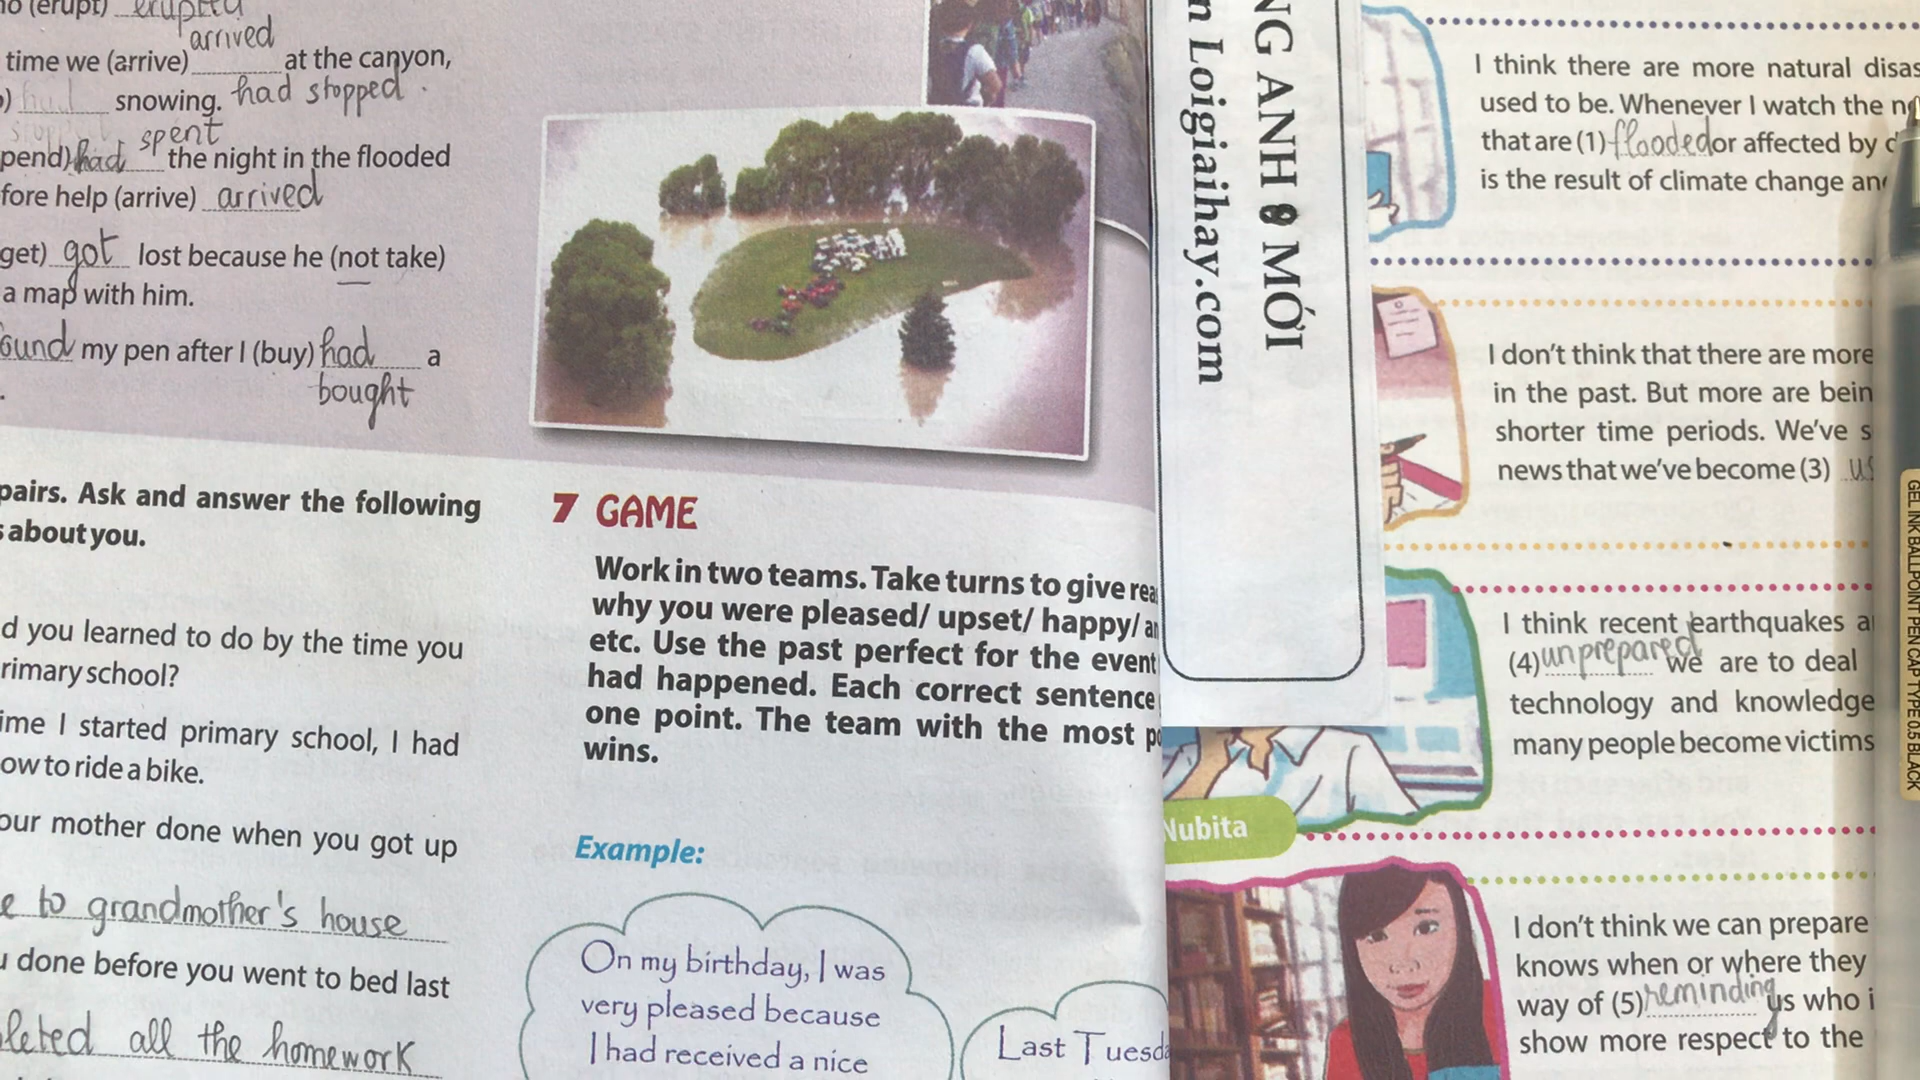 (erupt) erupted
arrived
time we (arrive) at the canyon,
had snowing. had stopped.
spent
pend) had the night in the flooded
fore help (arrive) arrived
get) got lost because he (not take)
a map with him.
ound my pen after I (buy) had a
bought
pairs. Ask and answer the following
s about you.
d you learned to do by the time you
rimary school?
ime I started primary school, I had
ow to ride a bike.
our mother done when you got up
e to grandmother's house
u done before you went to bed last
leted all the homework
7 GAME
Work in two teams. Take turns to give rea
why you were pleased/ upset/ happy/ an
etc. Use the past perfect for the event
had happened. Each correct sentence
one point. The team with the most po
wins.
Example:
On my birthday, I was
very pleased because
I had received a nice
Last Tuesda
NG ANH 8 MỚI
n Loigiaihay.com
I think there are more natural disas
used to be. Whenever I watch the n
that are (1) flooded or affected by d
is the result of climate change and
I don't think that there are more
in the past. But more are bein
shorter time periods. We've s
news that we've become (3) us
I think recent earthquakes a
(4) unprepared we are to deal
technology and knowledge
many people become victims
Nubita
I don't think we can prepare
knows when or where they
way of (5) reminding us who i
show more respect to the
GEL INK BALLPOINT PEN CAP TYPE 0.5 BLACK